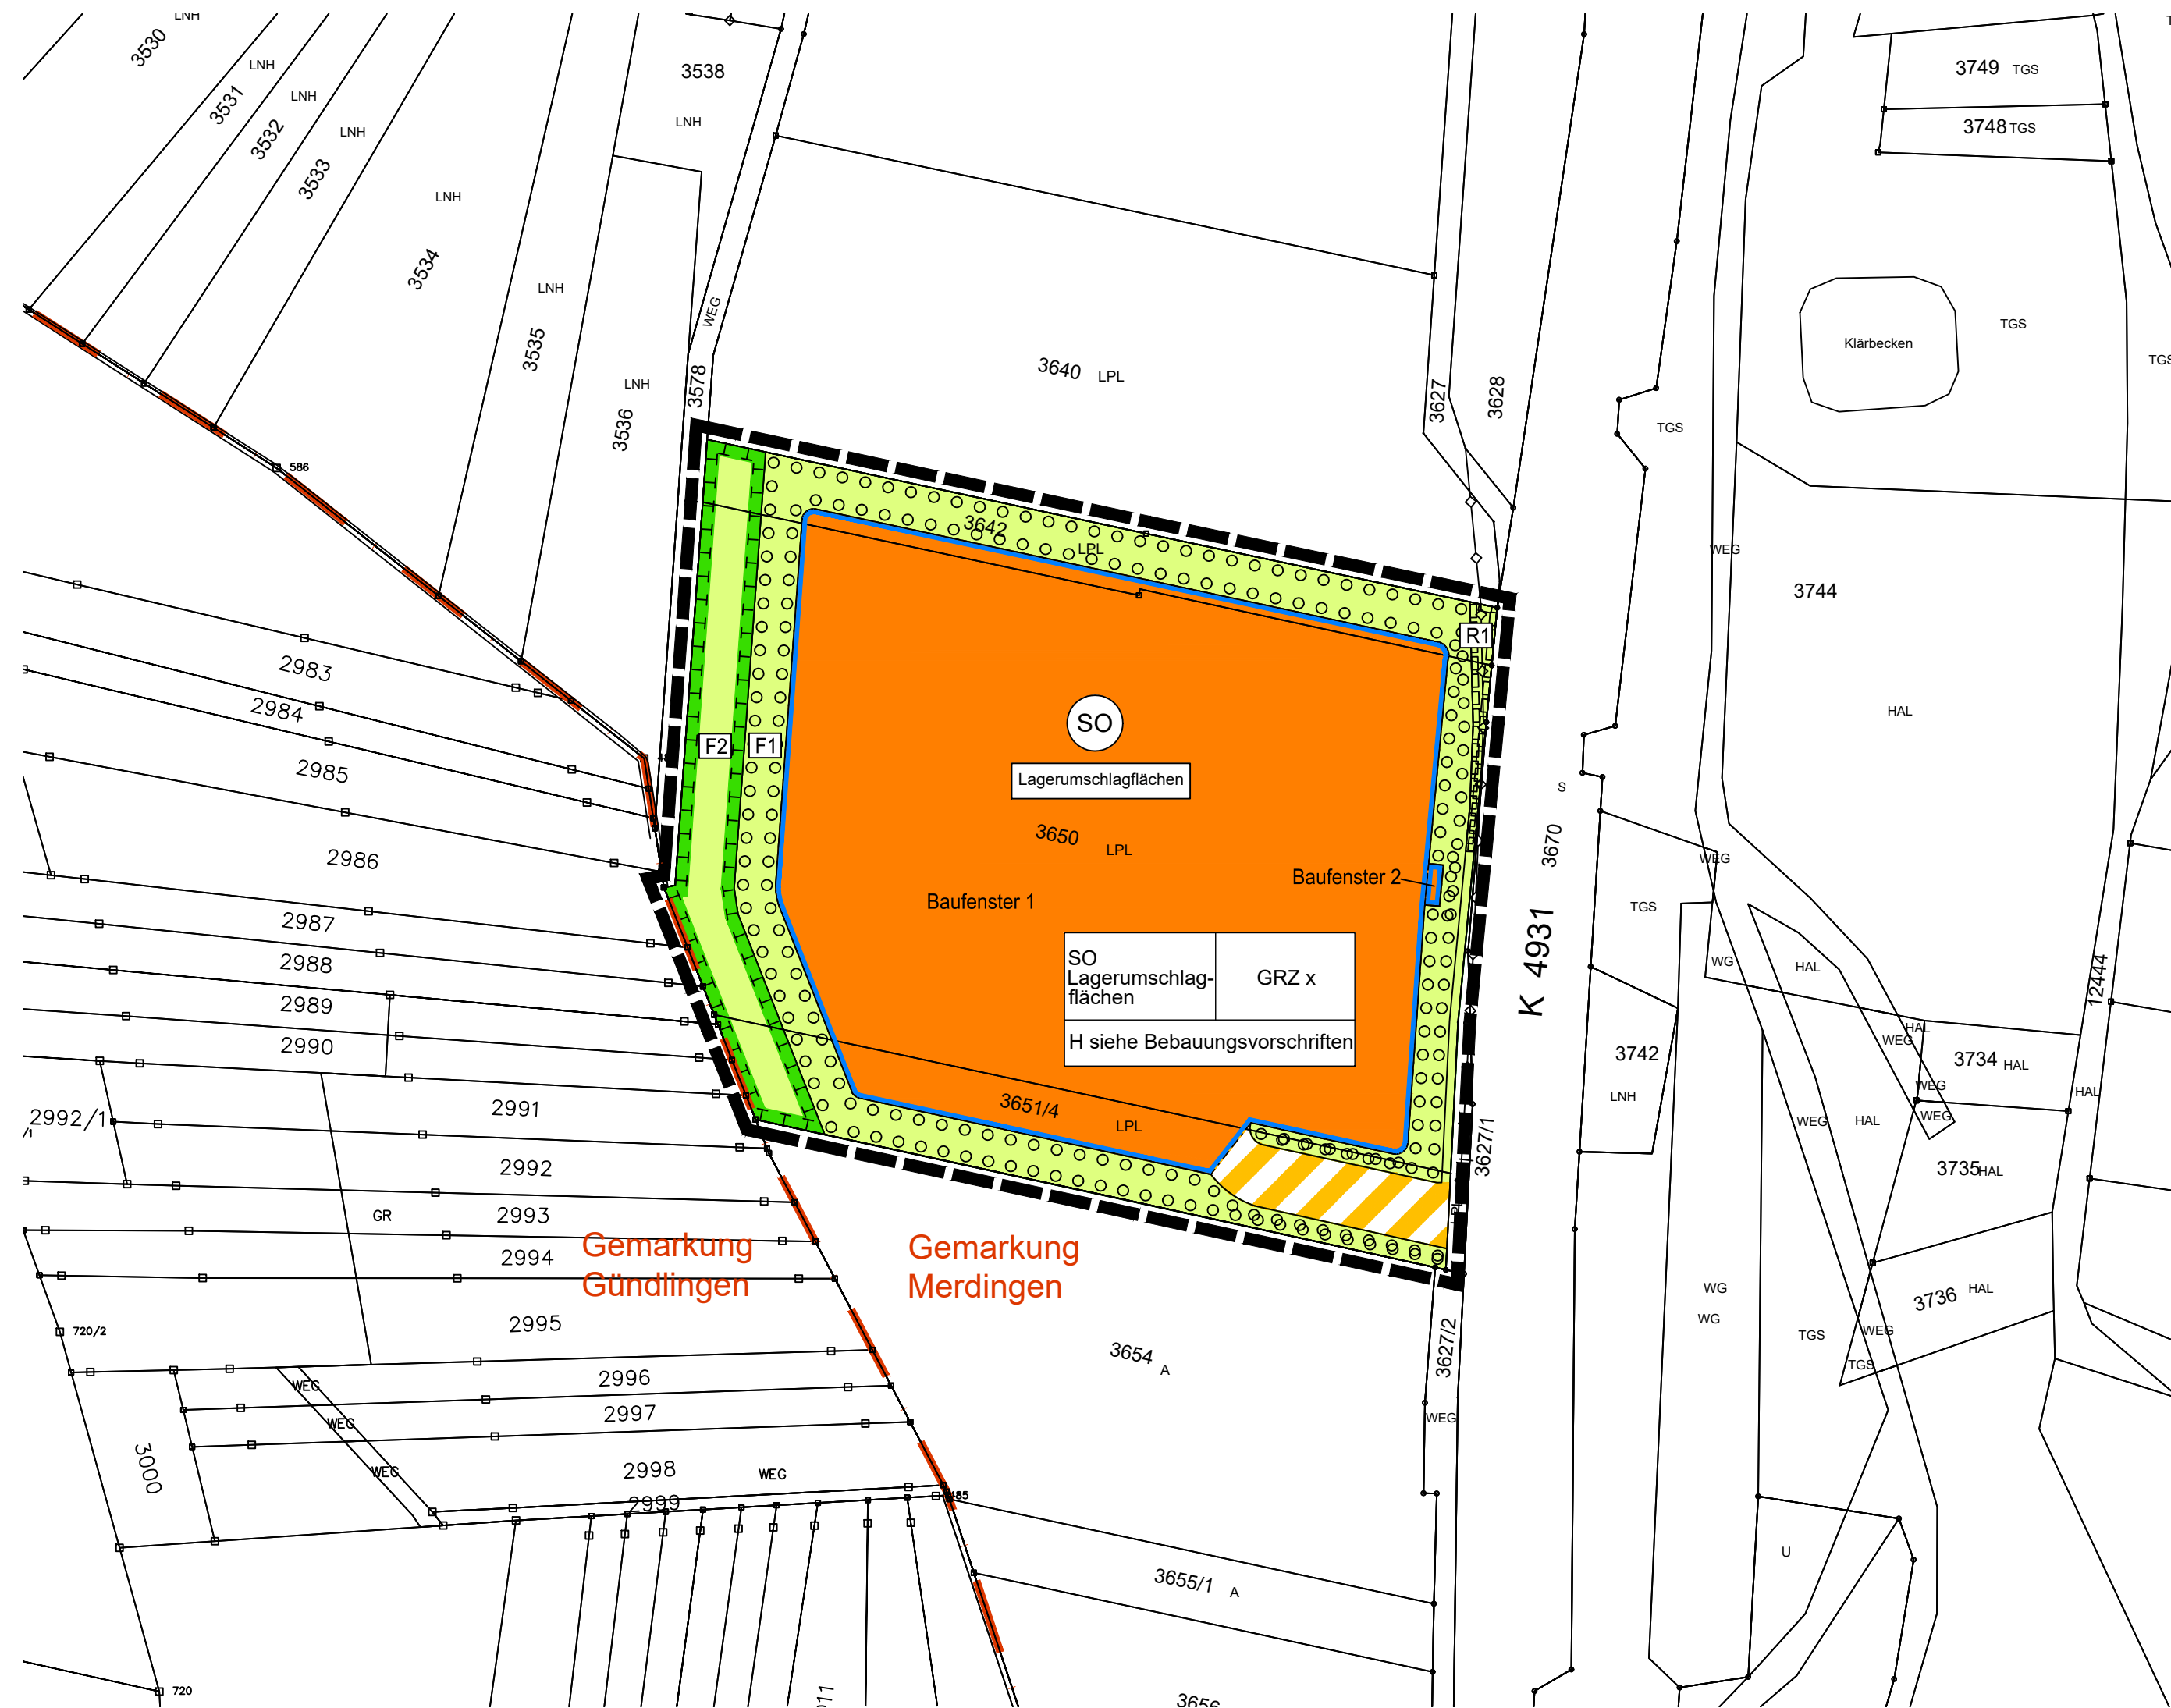 LNH
3530
LNH
3531
LNH
3532
LNH
3533
LNH
3534
LNH
3535
LNH
3536
3538
LNH
WEG
3578
3640 LPL
3627
3628
3749 TGS
3748 TGS
Klärbecken
TGS
TGS
TGS
WEG
3744
HAL
586
3642
LPL
R1
SO
Lagerumschlagflächen
F2
F1
3650
LPL
Baufenster 2
Baufenster 1
SO
Lagerumschlag-
flächen
GRZ x
H siehe Bebauungsvorschriften
3651/4
LPL
S
3670
K 4931
3627/1
WEG
TGS
WG
HAL
12444
HAL
WEG
3734 HAL
WEG
WEG
HAL
3742
LNH
WEG
HAL
3735 HAL
2983
2984
2985
2986
2987
2988
2989
2990
2991
2992/1
2992
2993
GR
2994
2995
720/2
2996
2997
WEG
WEG
WEG
2998
WEG
2999
3000
485
720
Gemarkung
Gündlingen
Gemarkung
Merdingen
3654 A
3627/2
WEG
3655/1 A
3656
WG
WG
TGS
WEG
TGS
3736 HAL
U